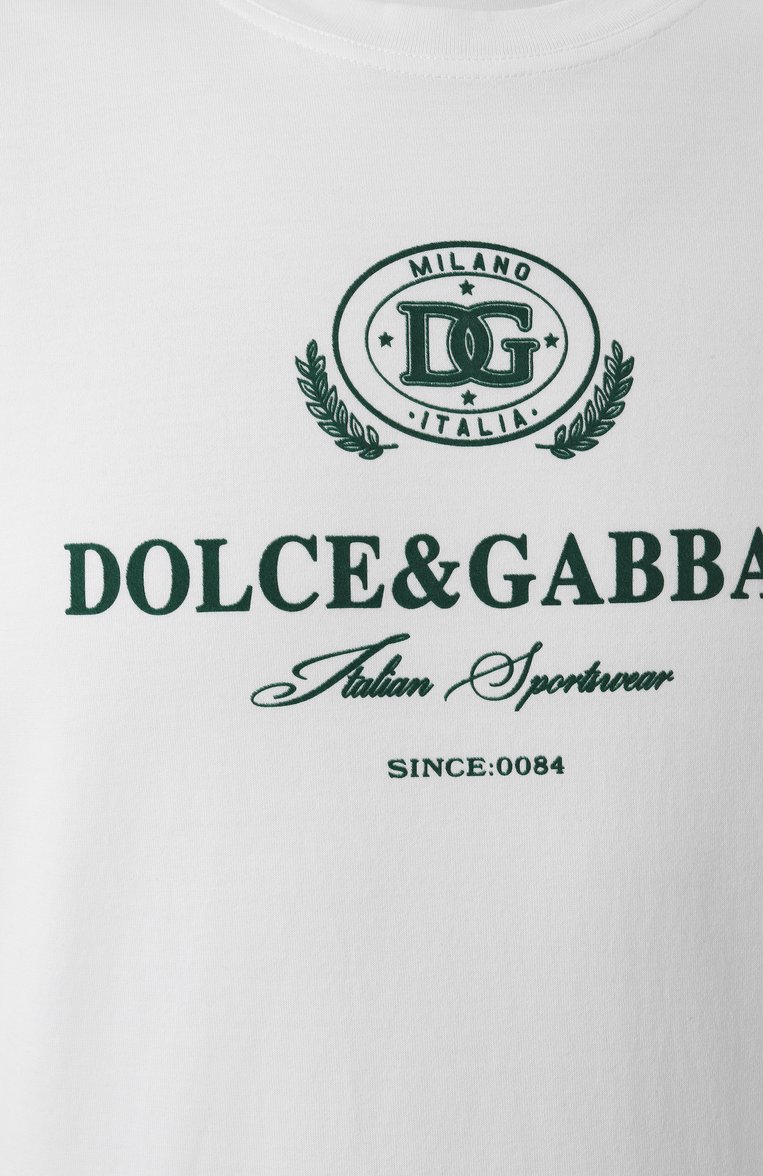 MILANO
DG
·ITALIA·
DOLCE&GABBA
Italian Sportswear
SINCE:0084